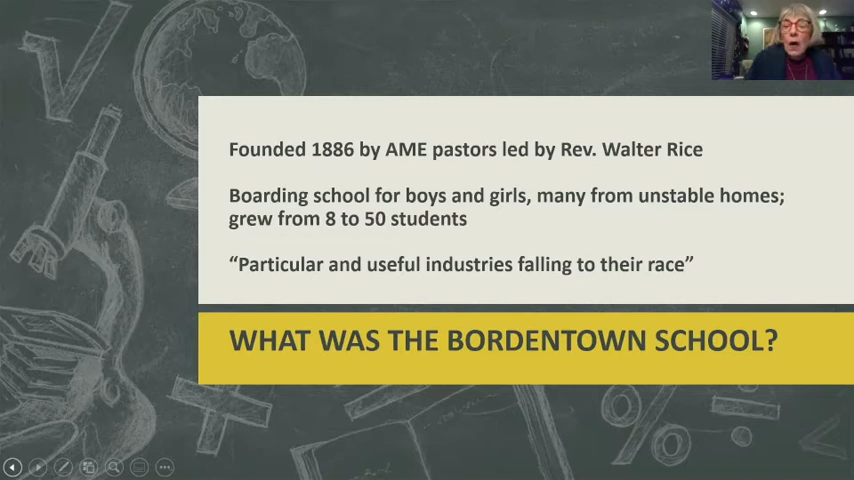 Founded 1886 by AME pastors led by Rev. Walter Rice
Boarding school for boys and girls, many from unstable homes;
grew from 8 to 50 students
“Particular and useful industries falling to their race”
WHAT WAS THE BORDENTOWN SCHOOL?